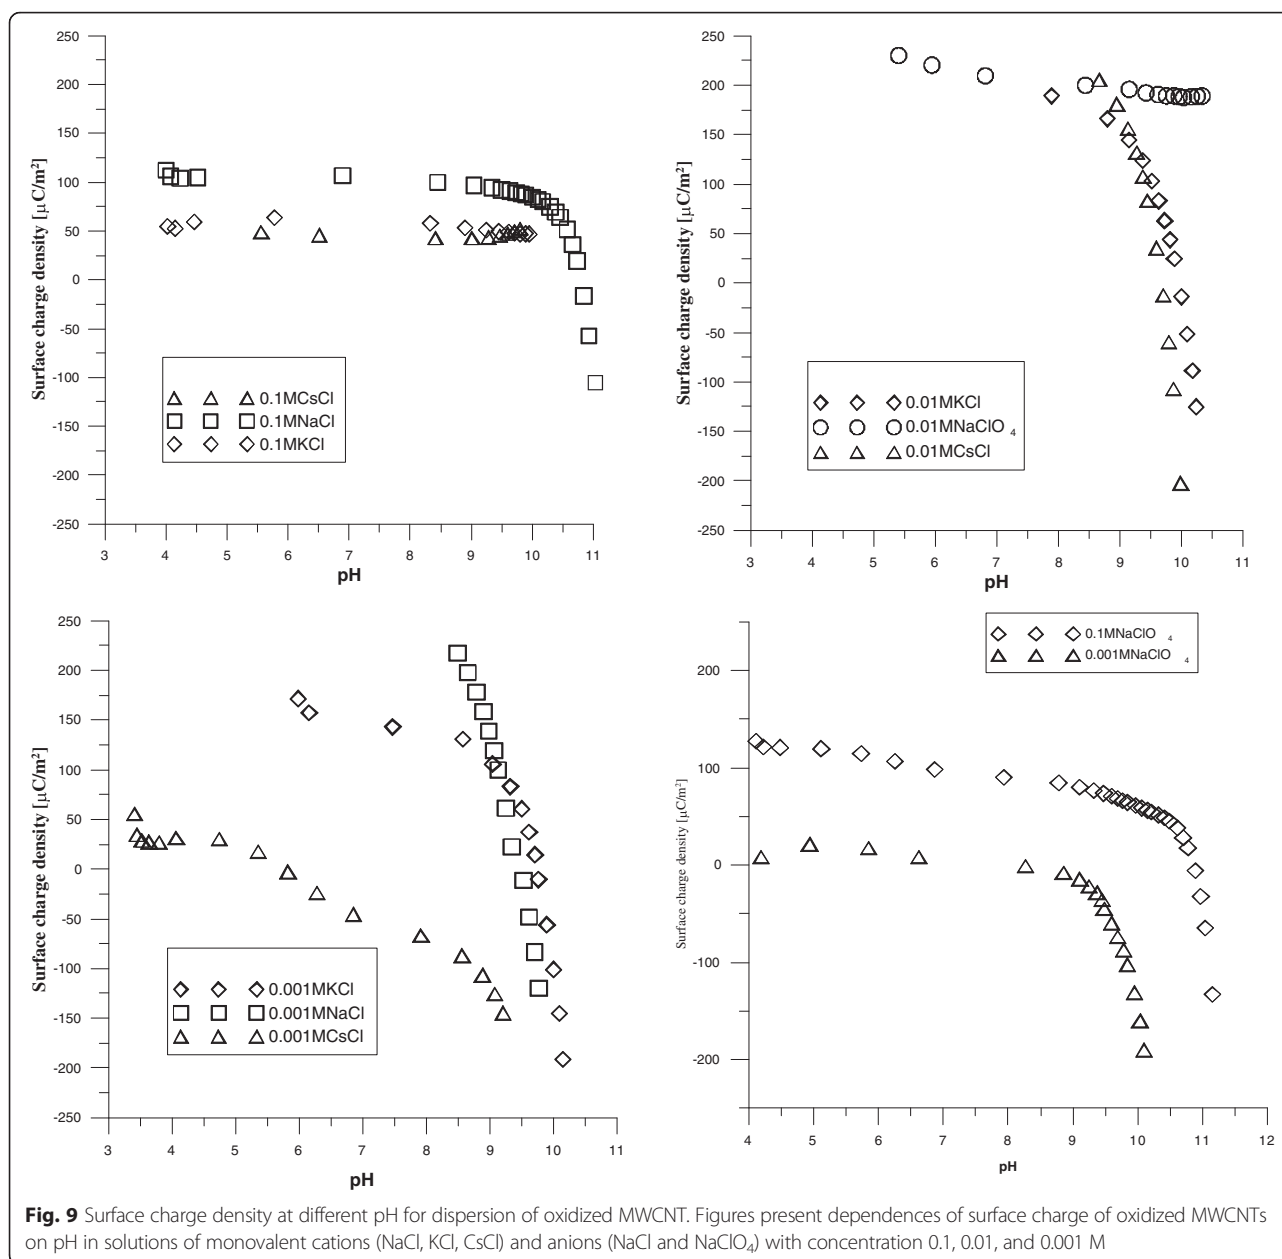 250
200
150
100
50
0
-50
-100
-150
-200
-250
Surface charge density [μC/m²]
0.1MCsCl
0.1MNaCl
0.1MKCl
3 4 5 6 7 8 9 10 11
pH
250
200
150
100
50
0
-50
-100
-150
-200
-250
Surface charge density [μC/m²]
0.01MKCl
0.01MNaClO 4
0.01MCsCl
3 4 5 6 7 8 9 10 11
pH
250
200
150
100
50
0
-50
-100
-150
-200
-250
Surface charge density [μC/m²]
0.001MKCl
0.001MNaCl
0.001MCsCl
3 4 5 6 7 8 9 10 11
pH
0.1MNaClO 4
0.001MNaClO 4
200
100
0
-100
-200
Surface charge density [μC/m²]
4 5 6 7 8 9 10 11 12
pH
Fig. 9 Surface charge density at different pH for dispersion of oxidized MWCNT. Figures present dependences of surface charge of oxidized MWCNTs
on pH in solutions of monovalent cations (NaCl, KCl, CsCl) and anions (NaCl and NaClO₄) with concentration 0.1, 0.01, and 0.001 M